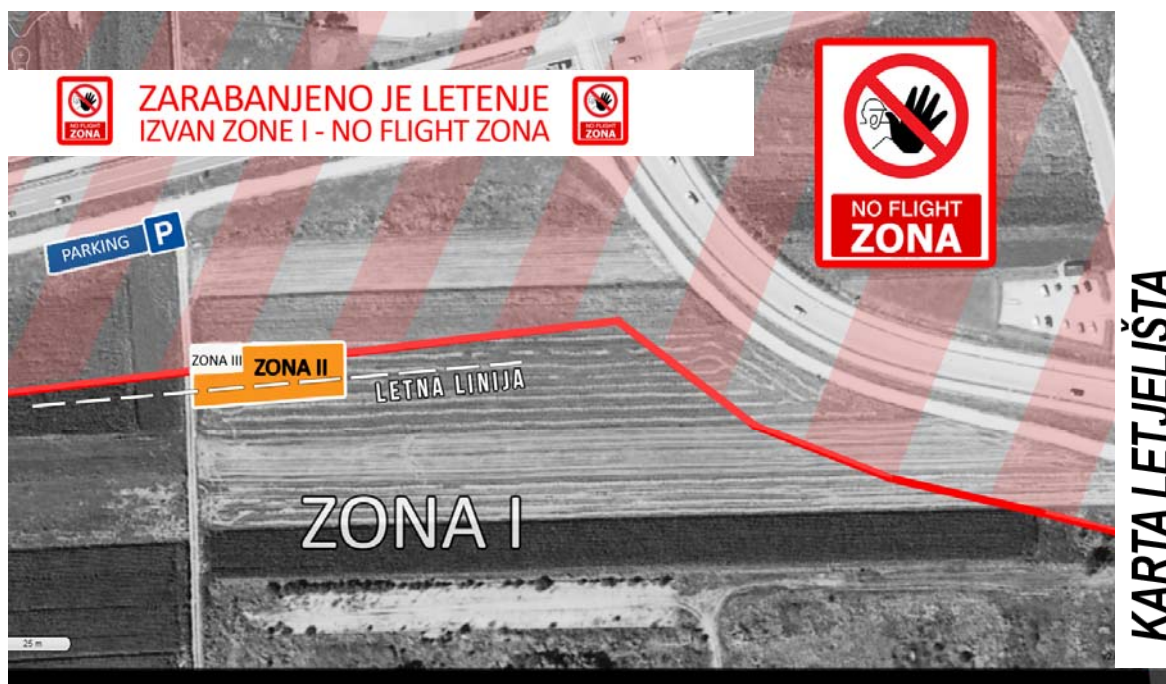 NO FLIGHT
ZONA
ZARABANJENO JE LETENJE
IZVAN ZONE I - NO FLIGHT ZONA
NO FLIGHT
ZONA
NO FLIGHT
ZONA
PARKING P
ZONA III
ZONA II
LETNA LINIJA
ZONA I
25 m
KARTA LETJELIŠTA